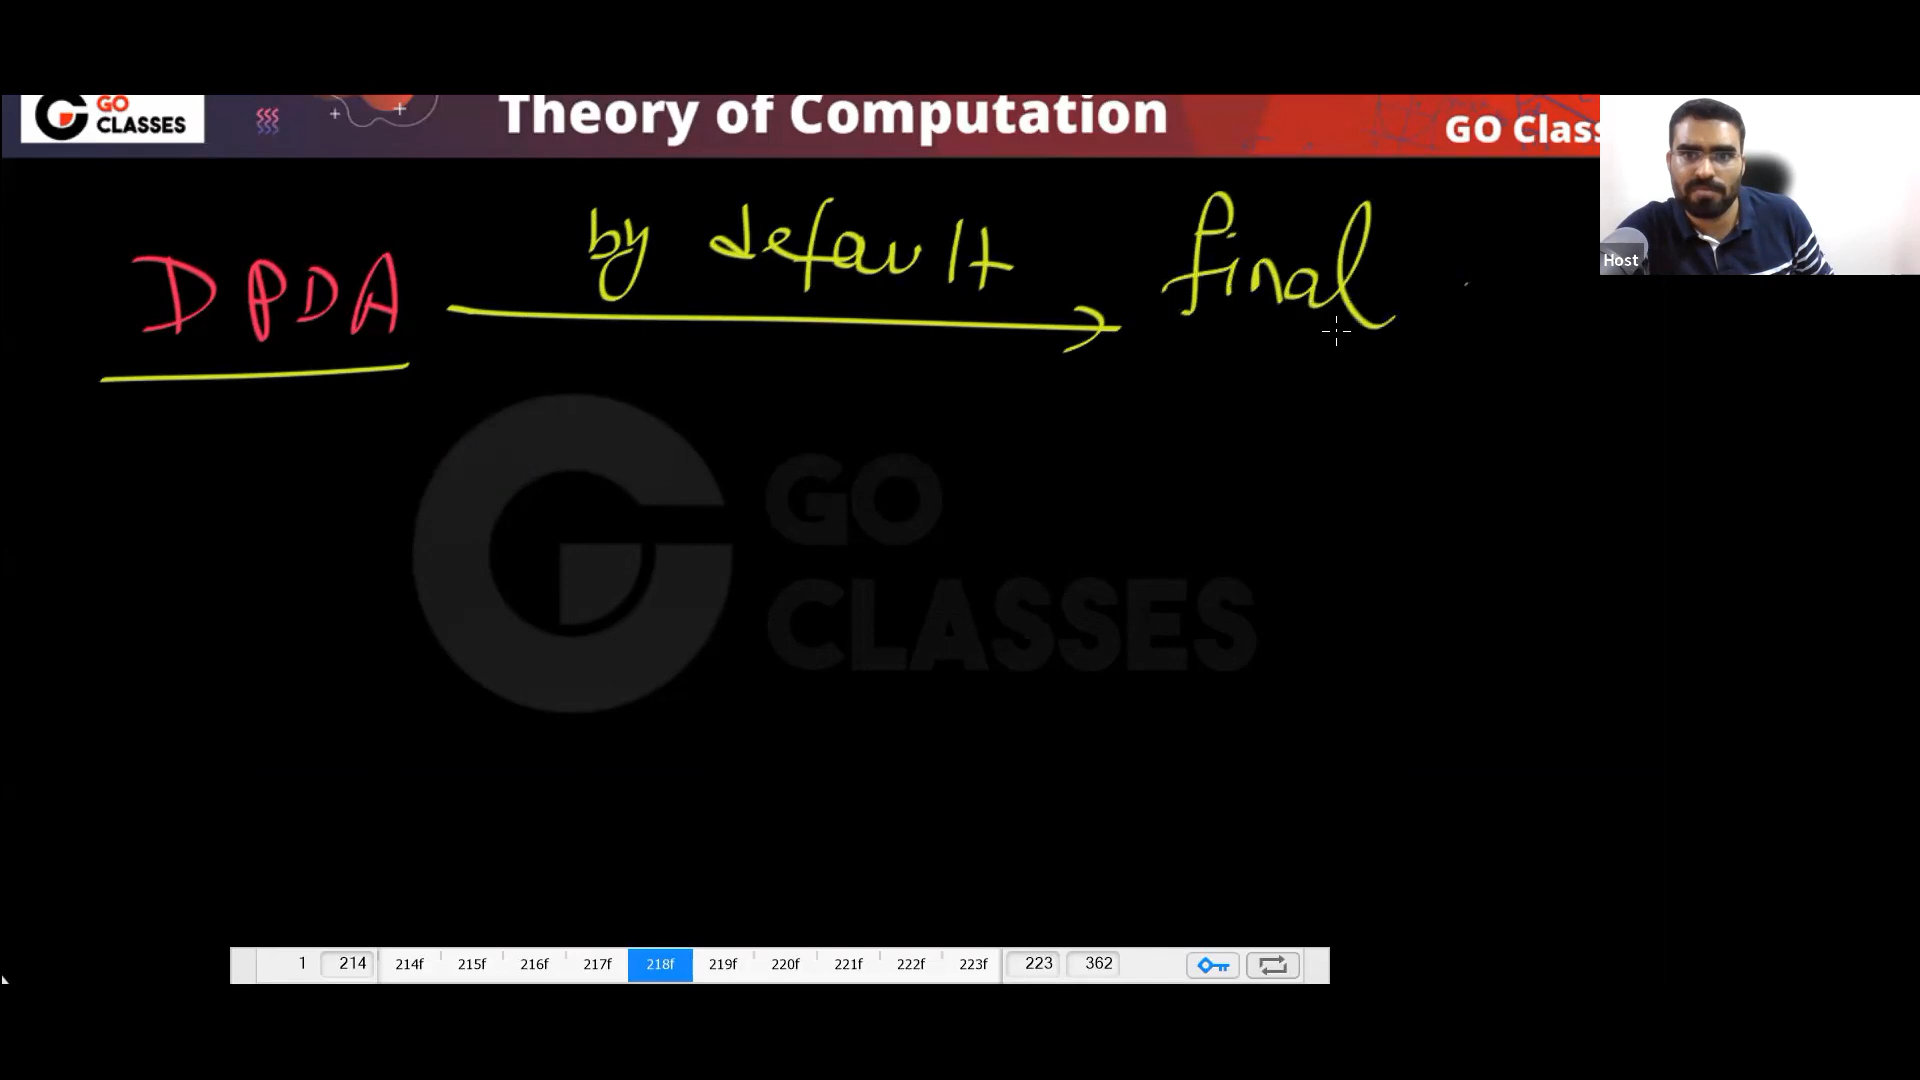 GO
CLASSES
Theory of Computation
GO Class
Host
DPDA by default final
GO
CLASSES
1 214 214f 215f 216f 217f 218f 219f 220f 221f 222f 223f 223 362